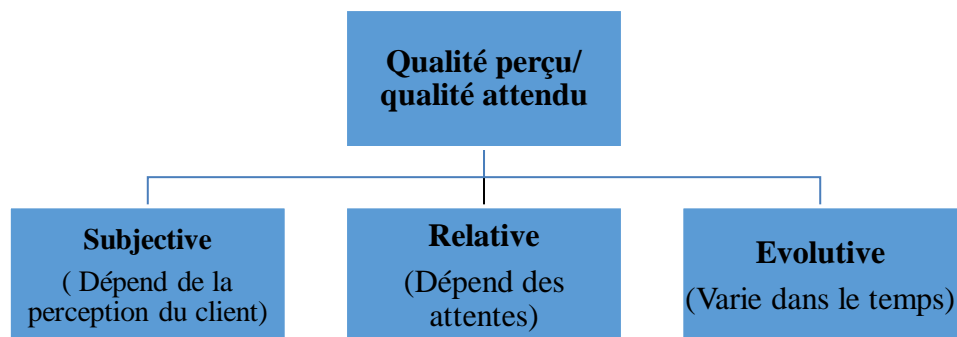 Qualité perçu/
qualité attendu
Subjective
( Dépend de la
perception du client)
Relative
(Dépend des
attentes)
Evolutive
(Varie dans le temps)